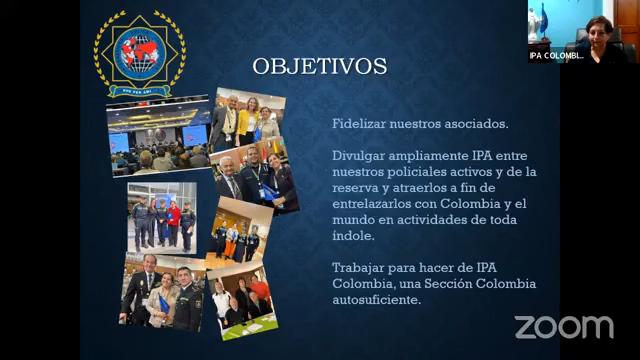 OBJETIVOS
IPA COLOMBI...
Fidelizar nuestros asociados.
Divulgar ampliamente IPA entre
nuestros policiales activos y de la
reserva y atraerlos a fin de
entrelazarlos con Colombia y el
mundo en actividades de toda
índole.
Trabajar para hacer de IPA
Colombia, una Sección Colombia
autosuficiente.
zoom